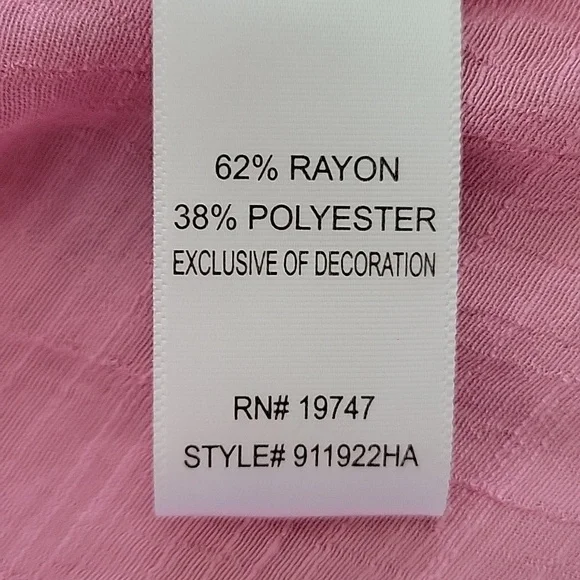 62% RAYON
38% POLYESTER
EXCLUSIVE OF DECORATION
RN# 19747
STYLE# 911922HA